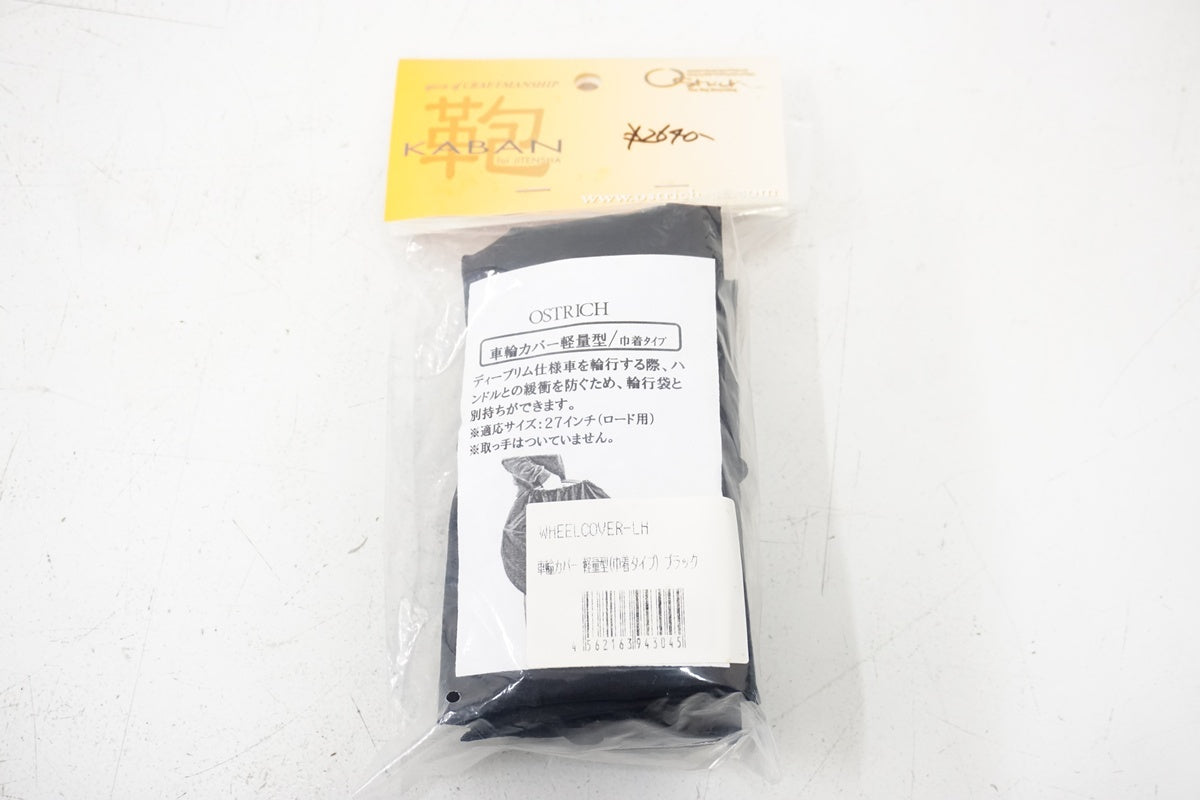 spirit of CRAFTMANSHIP
鞄
KABAN
for JITENSHA
Ostrich
¥2640-
OSTRICH
車輪カバー軽量型/巾着タイプ
ディープリム仕様車を輪行する際、ハ
ンドルとの緩衝を防ぐため、輪行袋と
別持ちができます。
※適応サイズ:27インチ(ロード用)
※取っ手はついていません。
WHEELCOVER-LH
車輪カバー 軽量型(巾着タイプ) ブラック
4562163943045